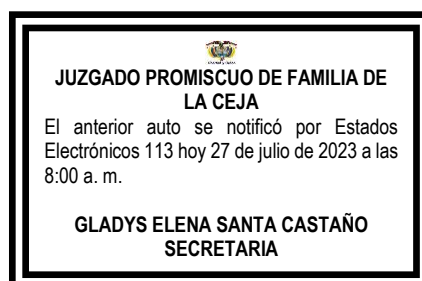 JUZGADO PROMISCUO DE FAMILIA DE
LA CEJA
El anterior auto se notificó por Estados
Electrónicos 113 hoy 27 de julio de 2023 a las
8:00 a. m.
GLADYS ELENA SANTA CASTAÑO
SECRETARIA